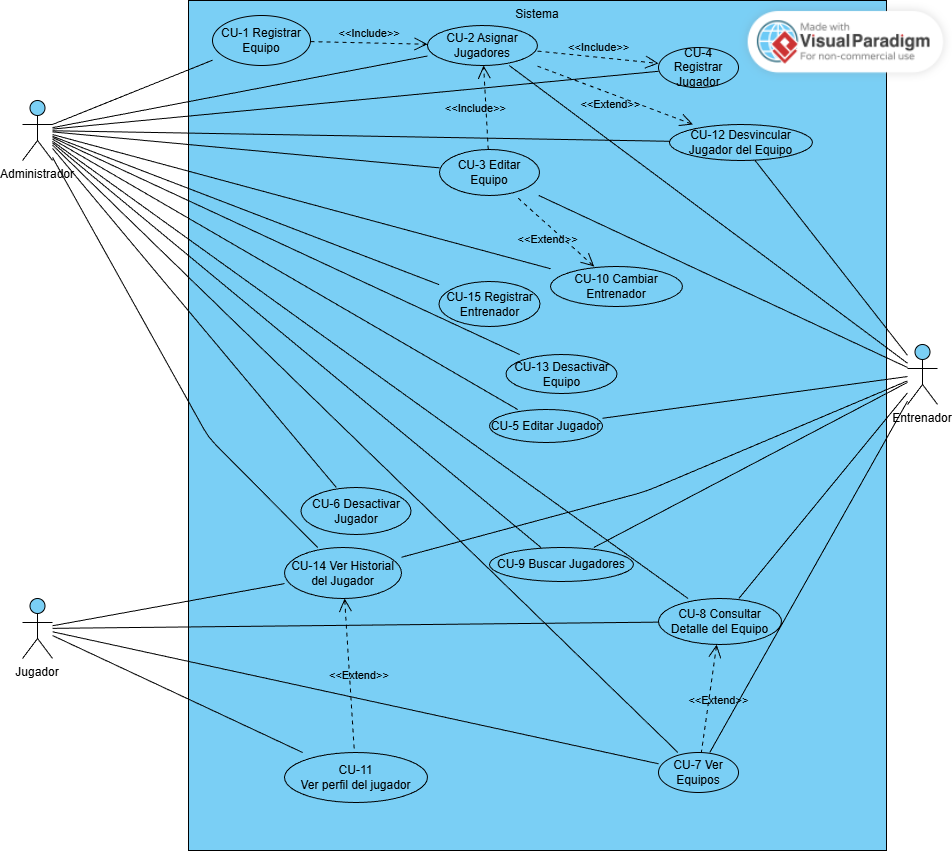 Sistema
Made with
VisualParadigm
For non-commercial use
CU-1 Registrar
Equipo
<<Include>>
CU-2 Asignar
Jugadores
<<Include>>
CU-4
Registrar
Jugador
<<Include>>
<<Extend>>
CU-12 Desvincular
Jugador del Equipo
Administrador
CU-3 Editar
Equipo
<<Extend>>
CU-10 Cambiar
Entrenador
CU-15 Registrar
Entrenador
CU-13 Desactivar
Equipo
Entrenador
CU-5 Editar Jugador
CU-6 Desactivar
Jugador
CU-14 Ver Historial
del Jugador
CU-9 Buscar Jugadores
CU-8 Consultar
Detalle del Equipo
Jugador
<<Extend>>
<<Extend>>
CU-11
Ver perfil del jugador
CU-7 Ver
Equipos